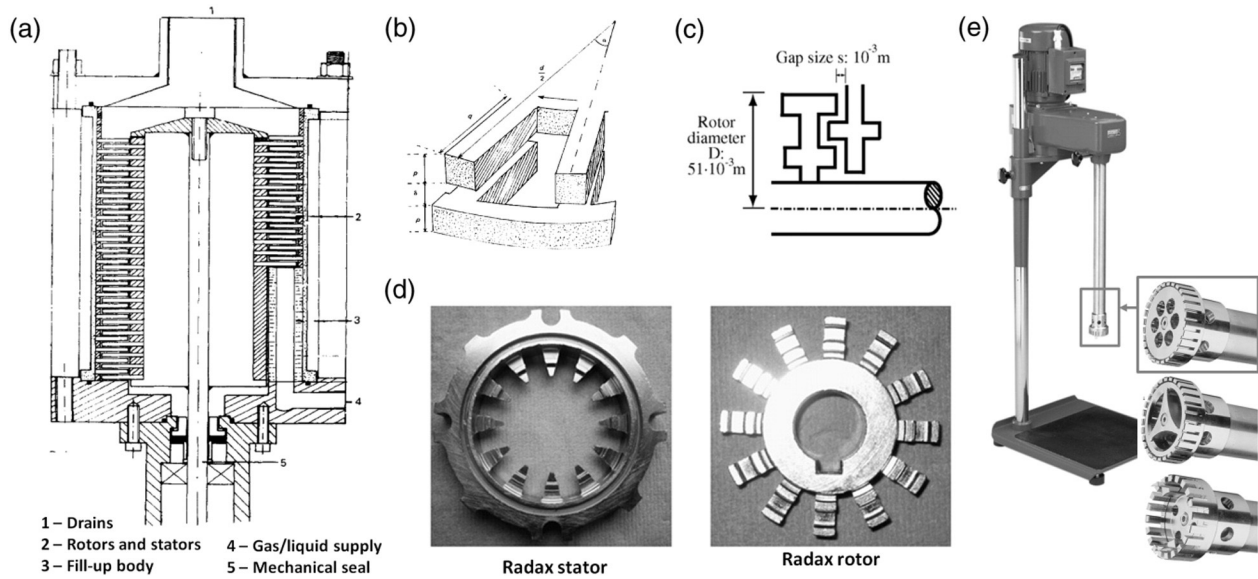 (a)
1
2
3
4
5
1 – Drains
2 – Rotors and stators
3 – Fill-up body
4 – Gas/liquid supply
5 – Mechanical seal
(b)
d
2
q
p
h
p
(c)
Gap size s: 10⁻³m
Rotor
diameter
D:
51·10⁻³m
(d)
Radax stator
Radax rotor
(e)